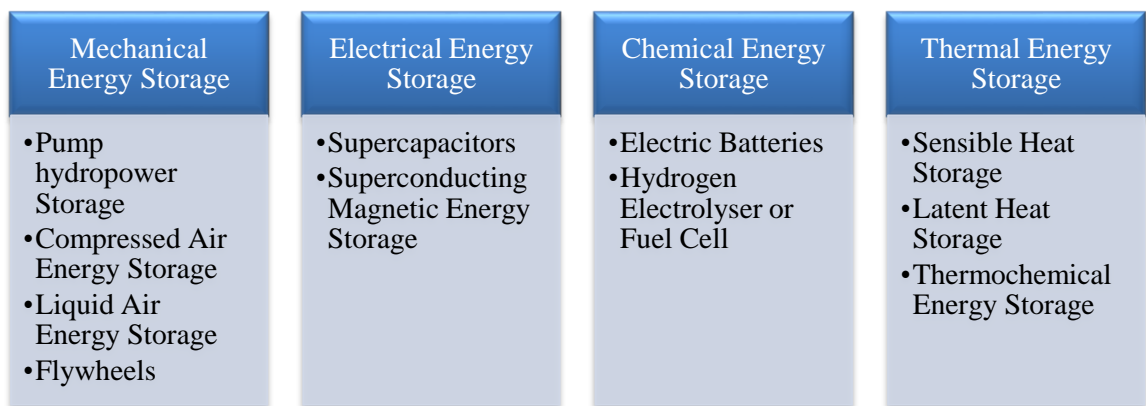 Mechanical
Energy Storage
•Pump
hydropower
Storage
•Compressed Air
Energy Storage
•Liquid Air
Energy Storage
•Flywheels
Electrical Energy
Storage
•Supercapacitors
•Superconducting
Magnetic Energy
Storage
Chemical Energy
Storage
•Electric Batteries
•Hydrogen
Electrolyser or
Fuel Cell
Thermal Energy
Storage
•Sensible Heat
Storage
•Latent Heat
Storage
•Thermochemical
Energy Storage